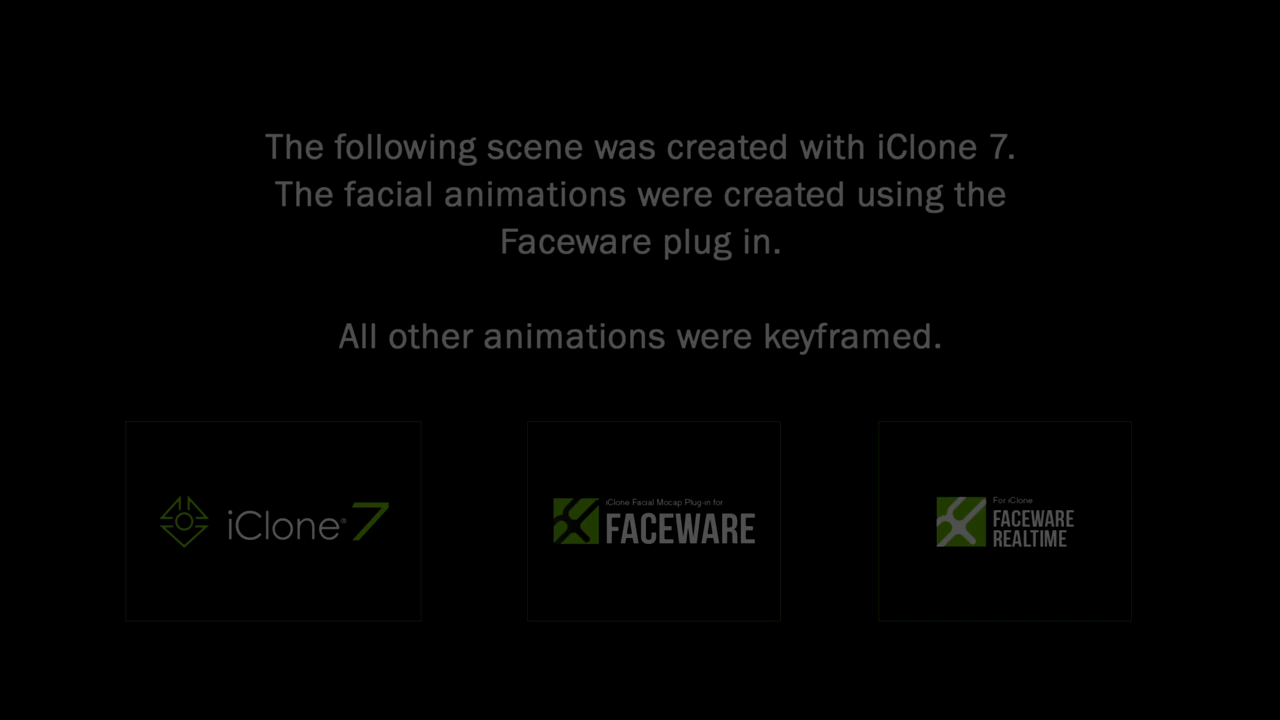 The following scene was created with iClone 7.
The facial animations were created using the
Faceware plug in.
All other animations were keyframed.
iClone® 7
iClone Facial Mocap Plug-in for
FACEWARE
For iClone
FACEWARE
REALTIME